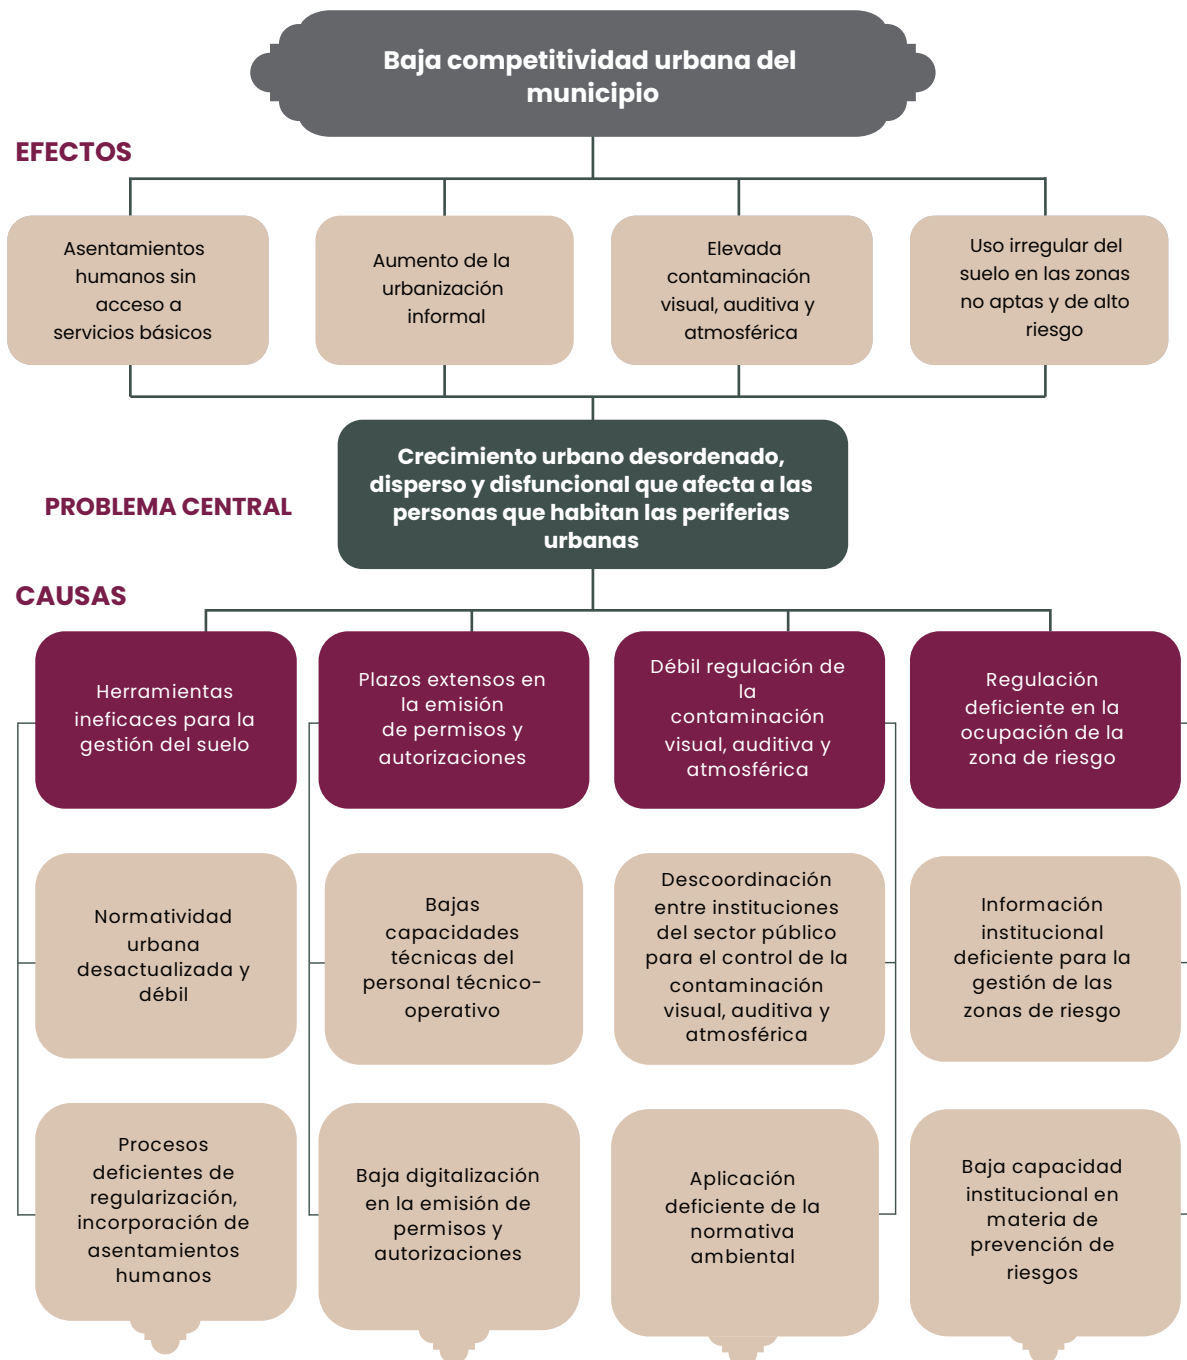 Baja competitividad urbana del
municipio
EFECTOS
Asentamientos
humanos sin
acceso a
servicios básicos
Aumento de la
urbanización
informal
Elevada
contaminación
visual, auditiva y
atmosférica
Uso irregular del
suelo en las zonas
no aptas y de alto
riesgo
Crecimiento urbano desordenado,
disperso y disfuncional que afecta a las
personas que habitan las periferias
urbanas
PROBLEMA CENTRAL
CAUSAS
Herramientas
ineficaces para la
gestión del suelo
Plazos extensos en
la emisión
de permisos y
autorizaciones
Débil regulación de
la
contaminación
visual, auditiva y
atmosférica
Regulación
deficiente en la
ocupación de la
zona de riesgo
Normatividad
urbana
desactualizada y
débil
Bajas
capacidades
técnicas del
personal técnico-
operativo
Descoordinación
entre instituciones
del sector público
para el control de la
contaminación
visual, auditiva y
atmosférica
Información
institucional
deficiente para la
gestión de las
zonas de riesgo
Procesos
deficientes de
regularización,
incorporación de
asentamientos
humanos
Baja digitalización
en la emisión de
permisos y
autorizaciones
Aplicación
deficiente de la
normativa
ambiental
Baja capacidad
institucional en
materia de
prevención de
riesgos